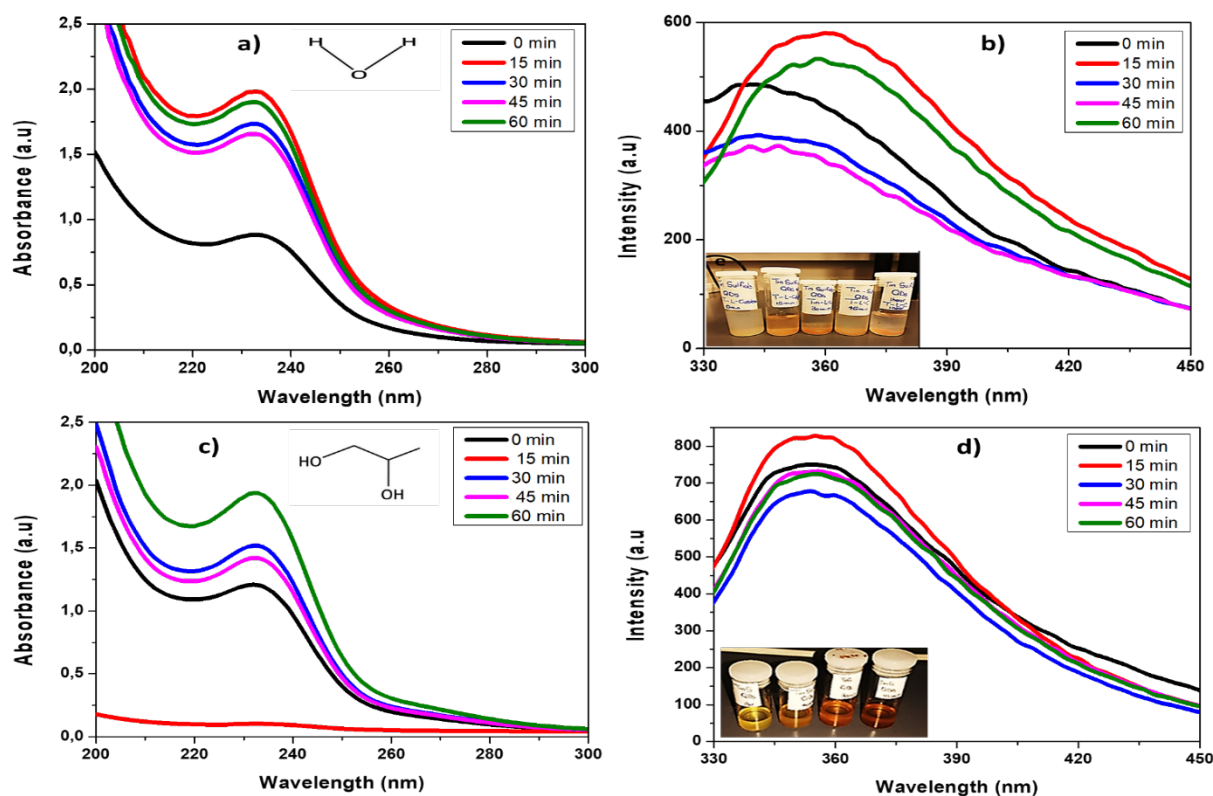 a)
H H
O
0 min
15 min
30 min
45 min
60 min
2,5
2,0
1,5
1,0
0,5
0,0
200 220 240 260 280 300
Absorbance (a.u)
Wavelength (nm)
b)
0 min
15 min
30 min
45 min
60 min
600
400
200
0
330 360 390 420 450
Intensity (a.u)
Wavelength (nm)
e
c)
HO
OH
0 min
15 min
30 min
45 min
60 min
2,5
2,0
1,5
1,0
0,5
0,0
200 220 240 260 280 300
Absorbance (a.u)
Wavelength (nm)
d)
0 min
15 min
30 min
45 min
60 min
800
700
600
500
400
300
200
100
0
330 360 390 420 450
Intensity (a.u
Wavelength (nm)